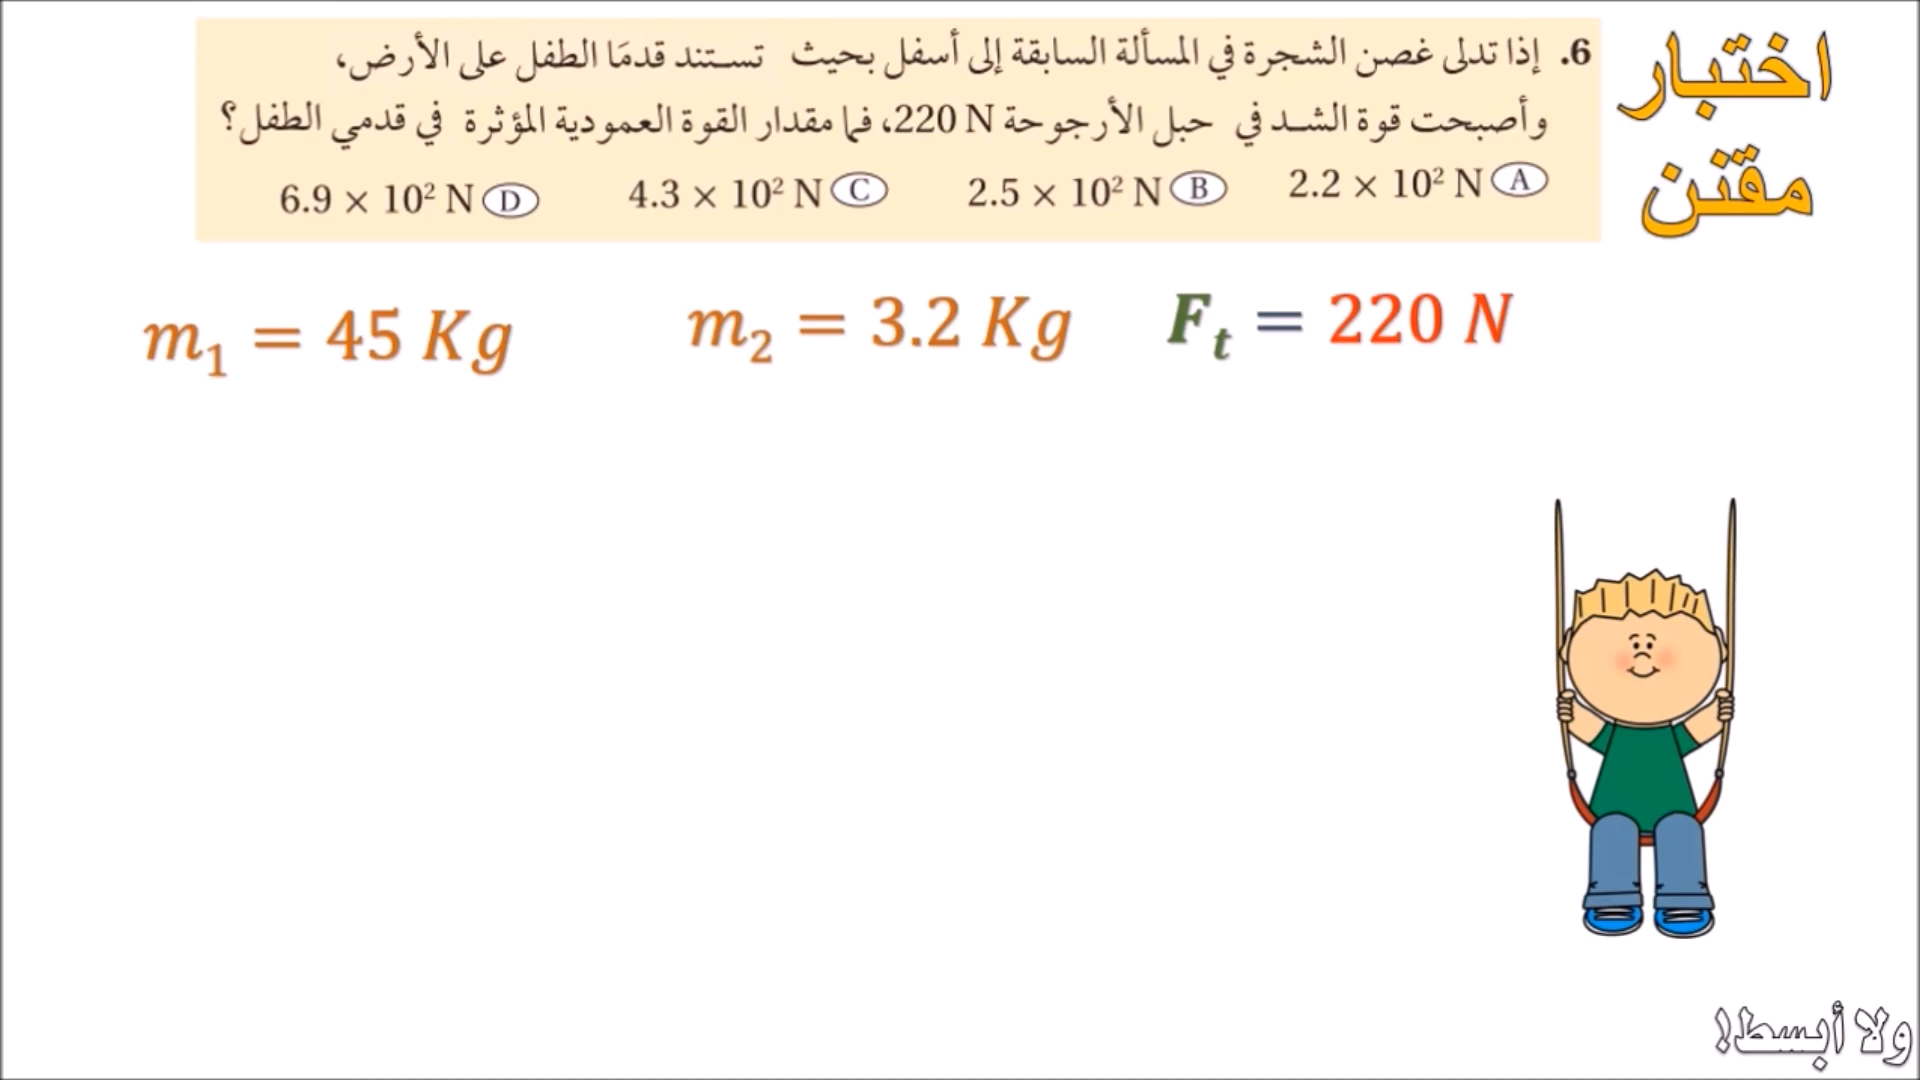 اختبار
مقنن
6. إذا تدلى غصن الشجرة في المسألة السابقة إلى أسفل بحيث تستند قدمَا الطفل على الأرض،
وأصبحت قوة الشد في حبل الأرجوحة 220 N، فما مقدار القوة العمودية المؤثرة في قدمي الطفل؟
2.2 × 10² N A
2.5 × 10² N B
4.3 × 10² N C
6.9 × 10² N D
m₁ = 45 Kg
m₂ = 3.2 Kg
Fₜ = 220 N
ولا أبسط!